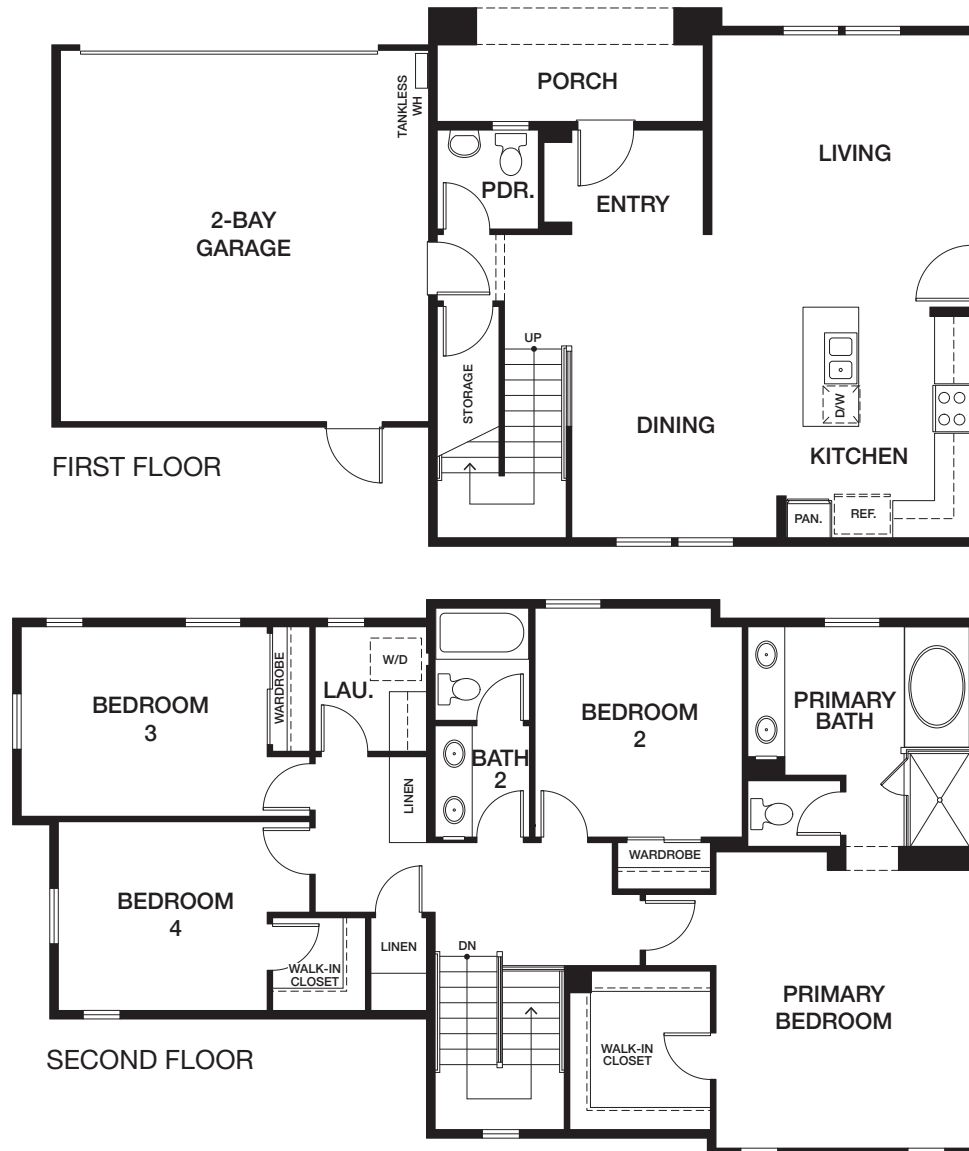 TANKLESS
WH
PORCH
LIVING
PDR.
ENTRY
2-BAY
GARAGE
UP
STORAGE
D/W
DINING
KITCHEN
FIRST FLOOR
PAN.
REF.
BEDROOM
3
WARDROBE
LAU.
W/D
BEDROOM
2
PRIMARY
BATH
BATH
2
LINEN
WARDROBE
BEDROOM
4
WALK-IN
CLOSET
LINEN
DN
WALK-IN
CLOSET
PRIMARY
BEDROOM
SECOND FLOOR